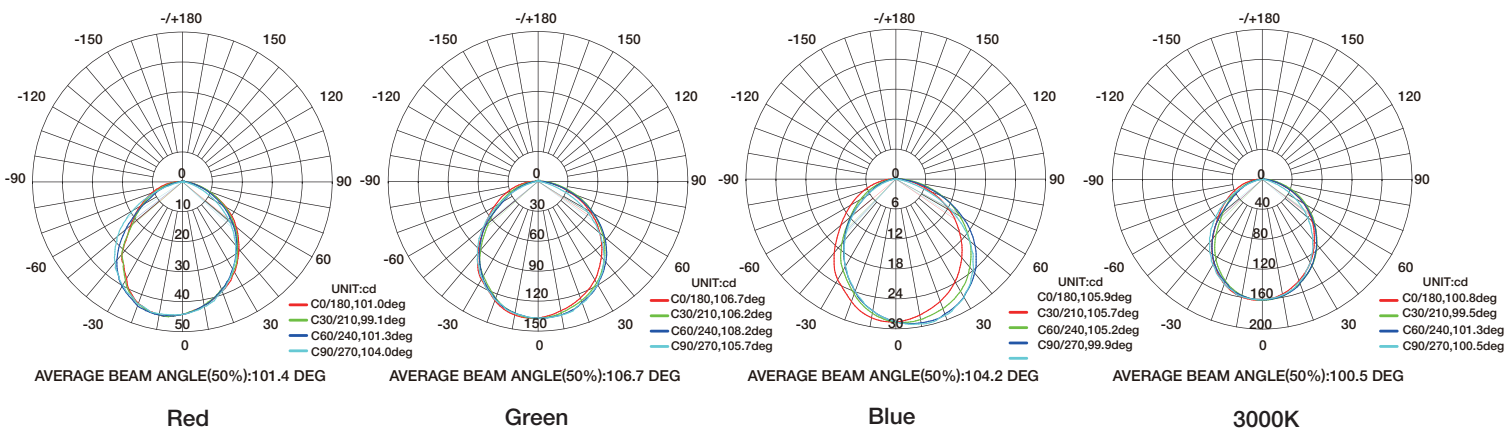 -/+180
-150
150
-120
120
-90
90
0
10
20
30
40
50
-60
60
-30
30
0
UNIT:cd
C0/180,101.0deg
C30/210,99.1deg
C60/240,101.3deg
C90/270,104.0deg
AVERAGE BEAM ANGLE(50%):101.4 DEG
Red
-/+180
-150
150
-120
120
-90
90
0
30
60
90
120
150
-60
60
-30
30
0
UNIT:cd
C0/180,106.7deg
C30/210,106.2deg
C60/240,108.2deg
C90/270,105.7deg
AVERAGE BEAM ANGLE(50%):106.7 DEG
Green
-/+180
-150
150
-120
120
-90
90
0
6
12
18
24
30
-60
60
-30
30
0
UNIT:cd
C0/180,105.9deg
C30/210,105.7deg
C60/240,105.2deg
C90/270,99.9deg
AVERAGE BEAM ANGLE(50%):104.2 DEG
Blue
-/+180
-150
150
-120
120
-90
90
0
40
80
120
160
200
-60
60
-30
30
0
UNIT:cd
C0/180,100.8deg
C30/210,99.5deg
C60/240,101.3deg
C90/270,100.5deg
AVERAGE BEAM ANGLE(50%):100.5 DEG
3000K